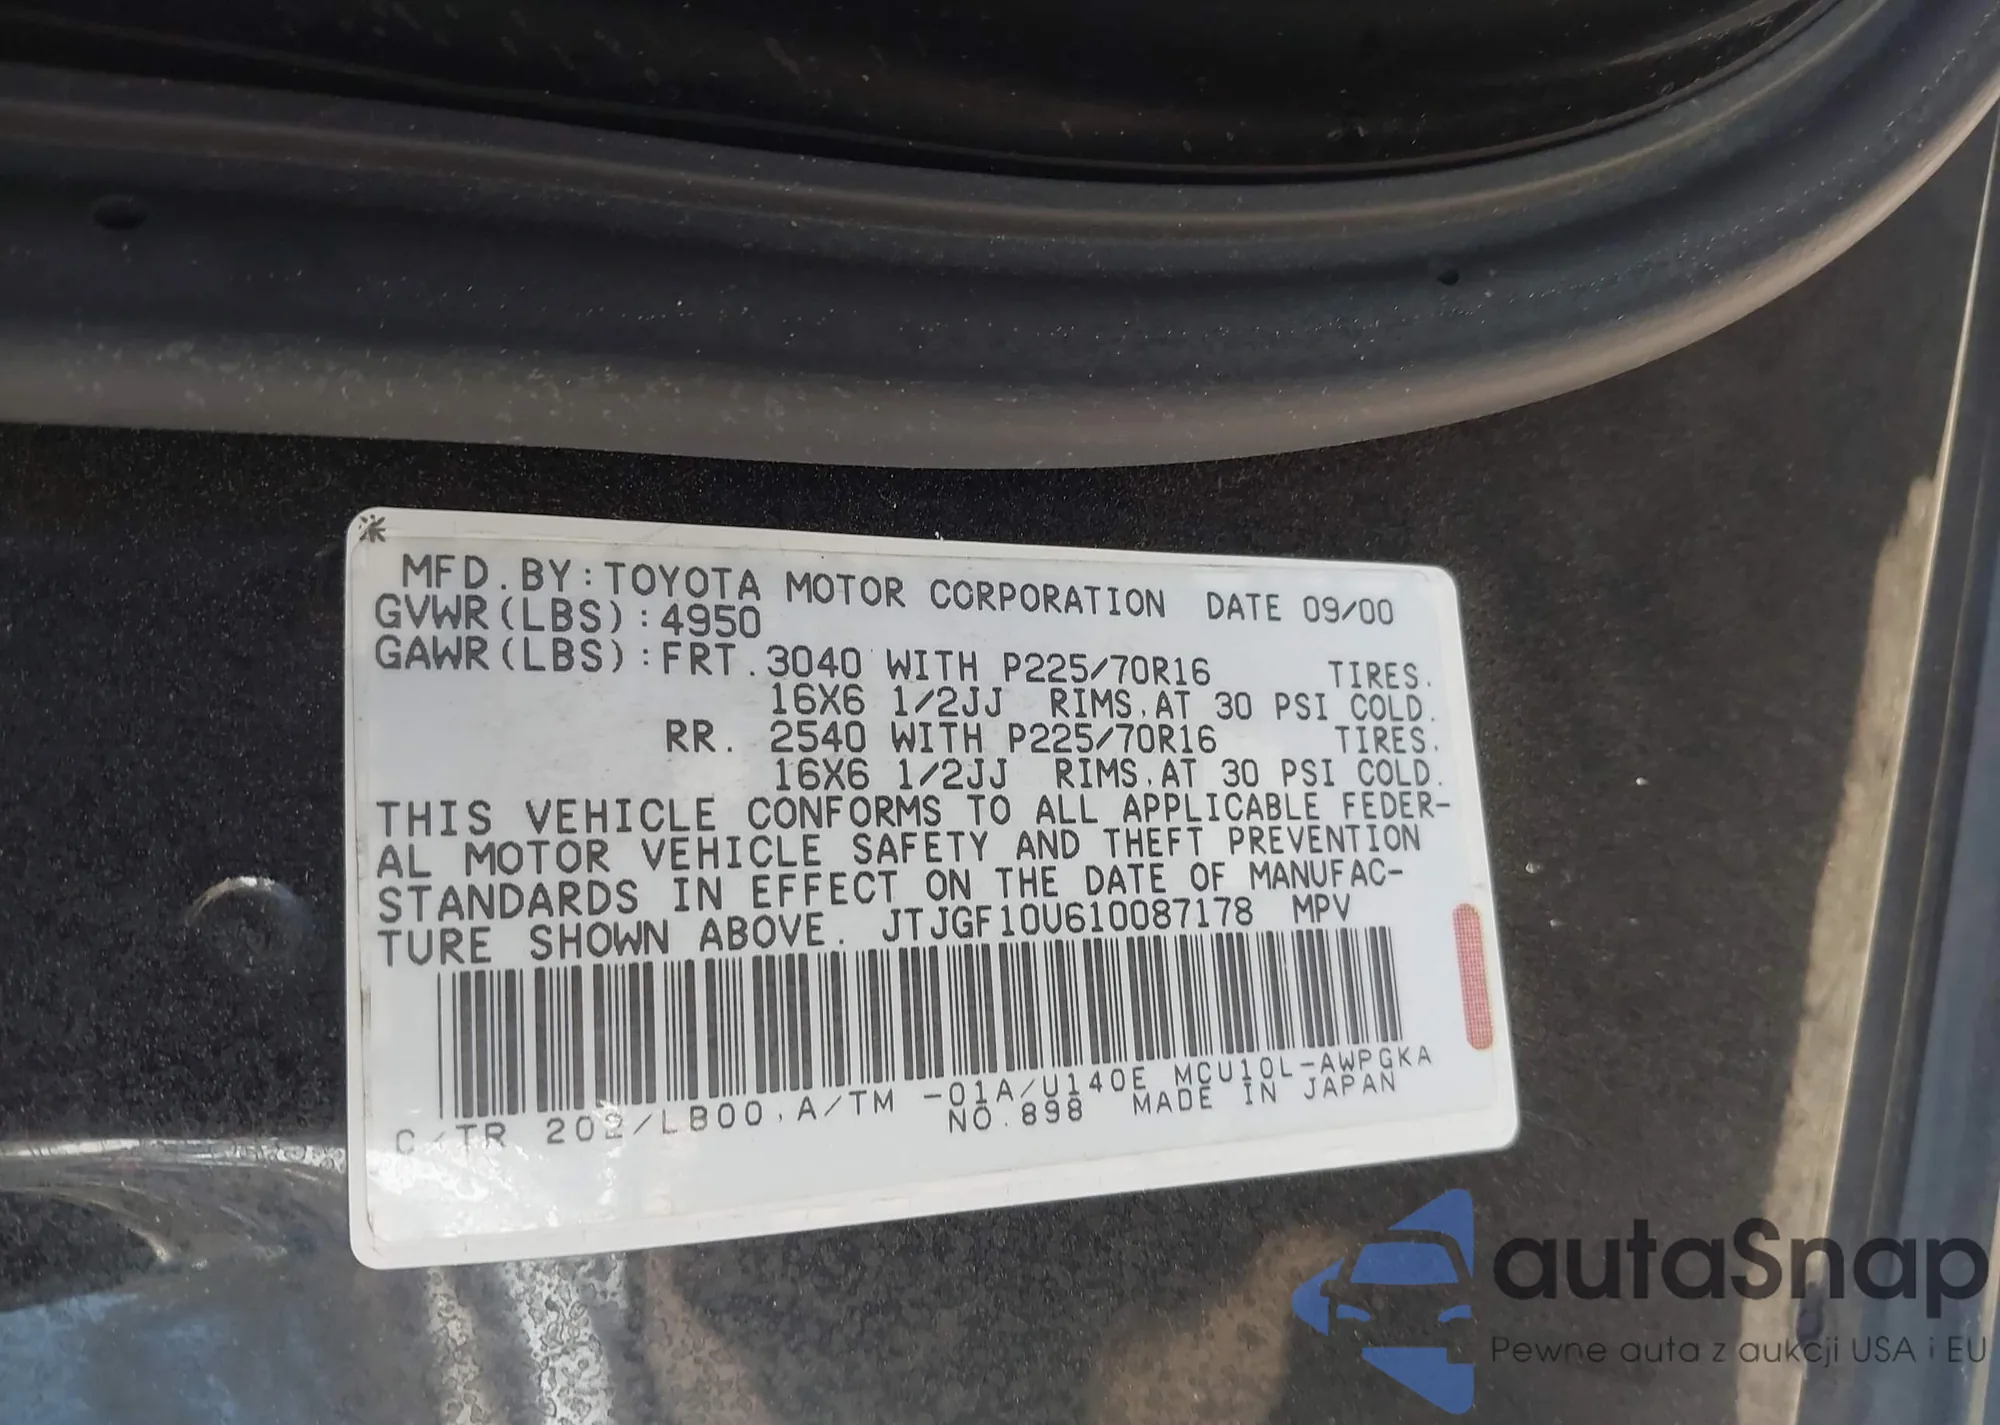 MFD.BY:TOYOTA MOTOR CORPORATION DATE 09/00
GVWR(LBS):4950
GAWR(LBS):FRT.3040 WITH P225/70R16 TIRES.
16X6 1/2JJ RIMS,AT 30 PSI COLD.
RR. 2540 WITH P225/70R16 TIRES.
16X6 1/2JJ RIMS,AT 30 PSI COLD.
THIS VEHICLE CONFORMS TO ALL APPLICABLE FEDER-
AL MOTOR VEHICLE SAFETY AND THEFT PREVENTION
STANDARDS IN EFFECT ON THE DATE OF MANUFAC-
TURE SHOWN ABOVE. JTJGF10U610087178 MPV
C/TR 202/LB00,A/TM -01A/U140E MCU10L-AWPGKA
NO.898 MADE IN JAPAN
autaSnap
Pewne auta z aukcji USA i EU